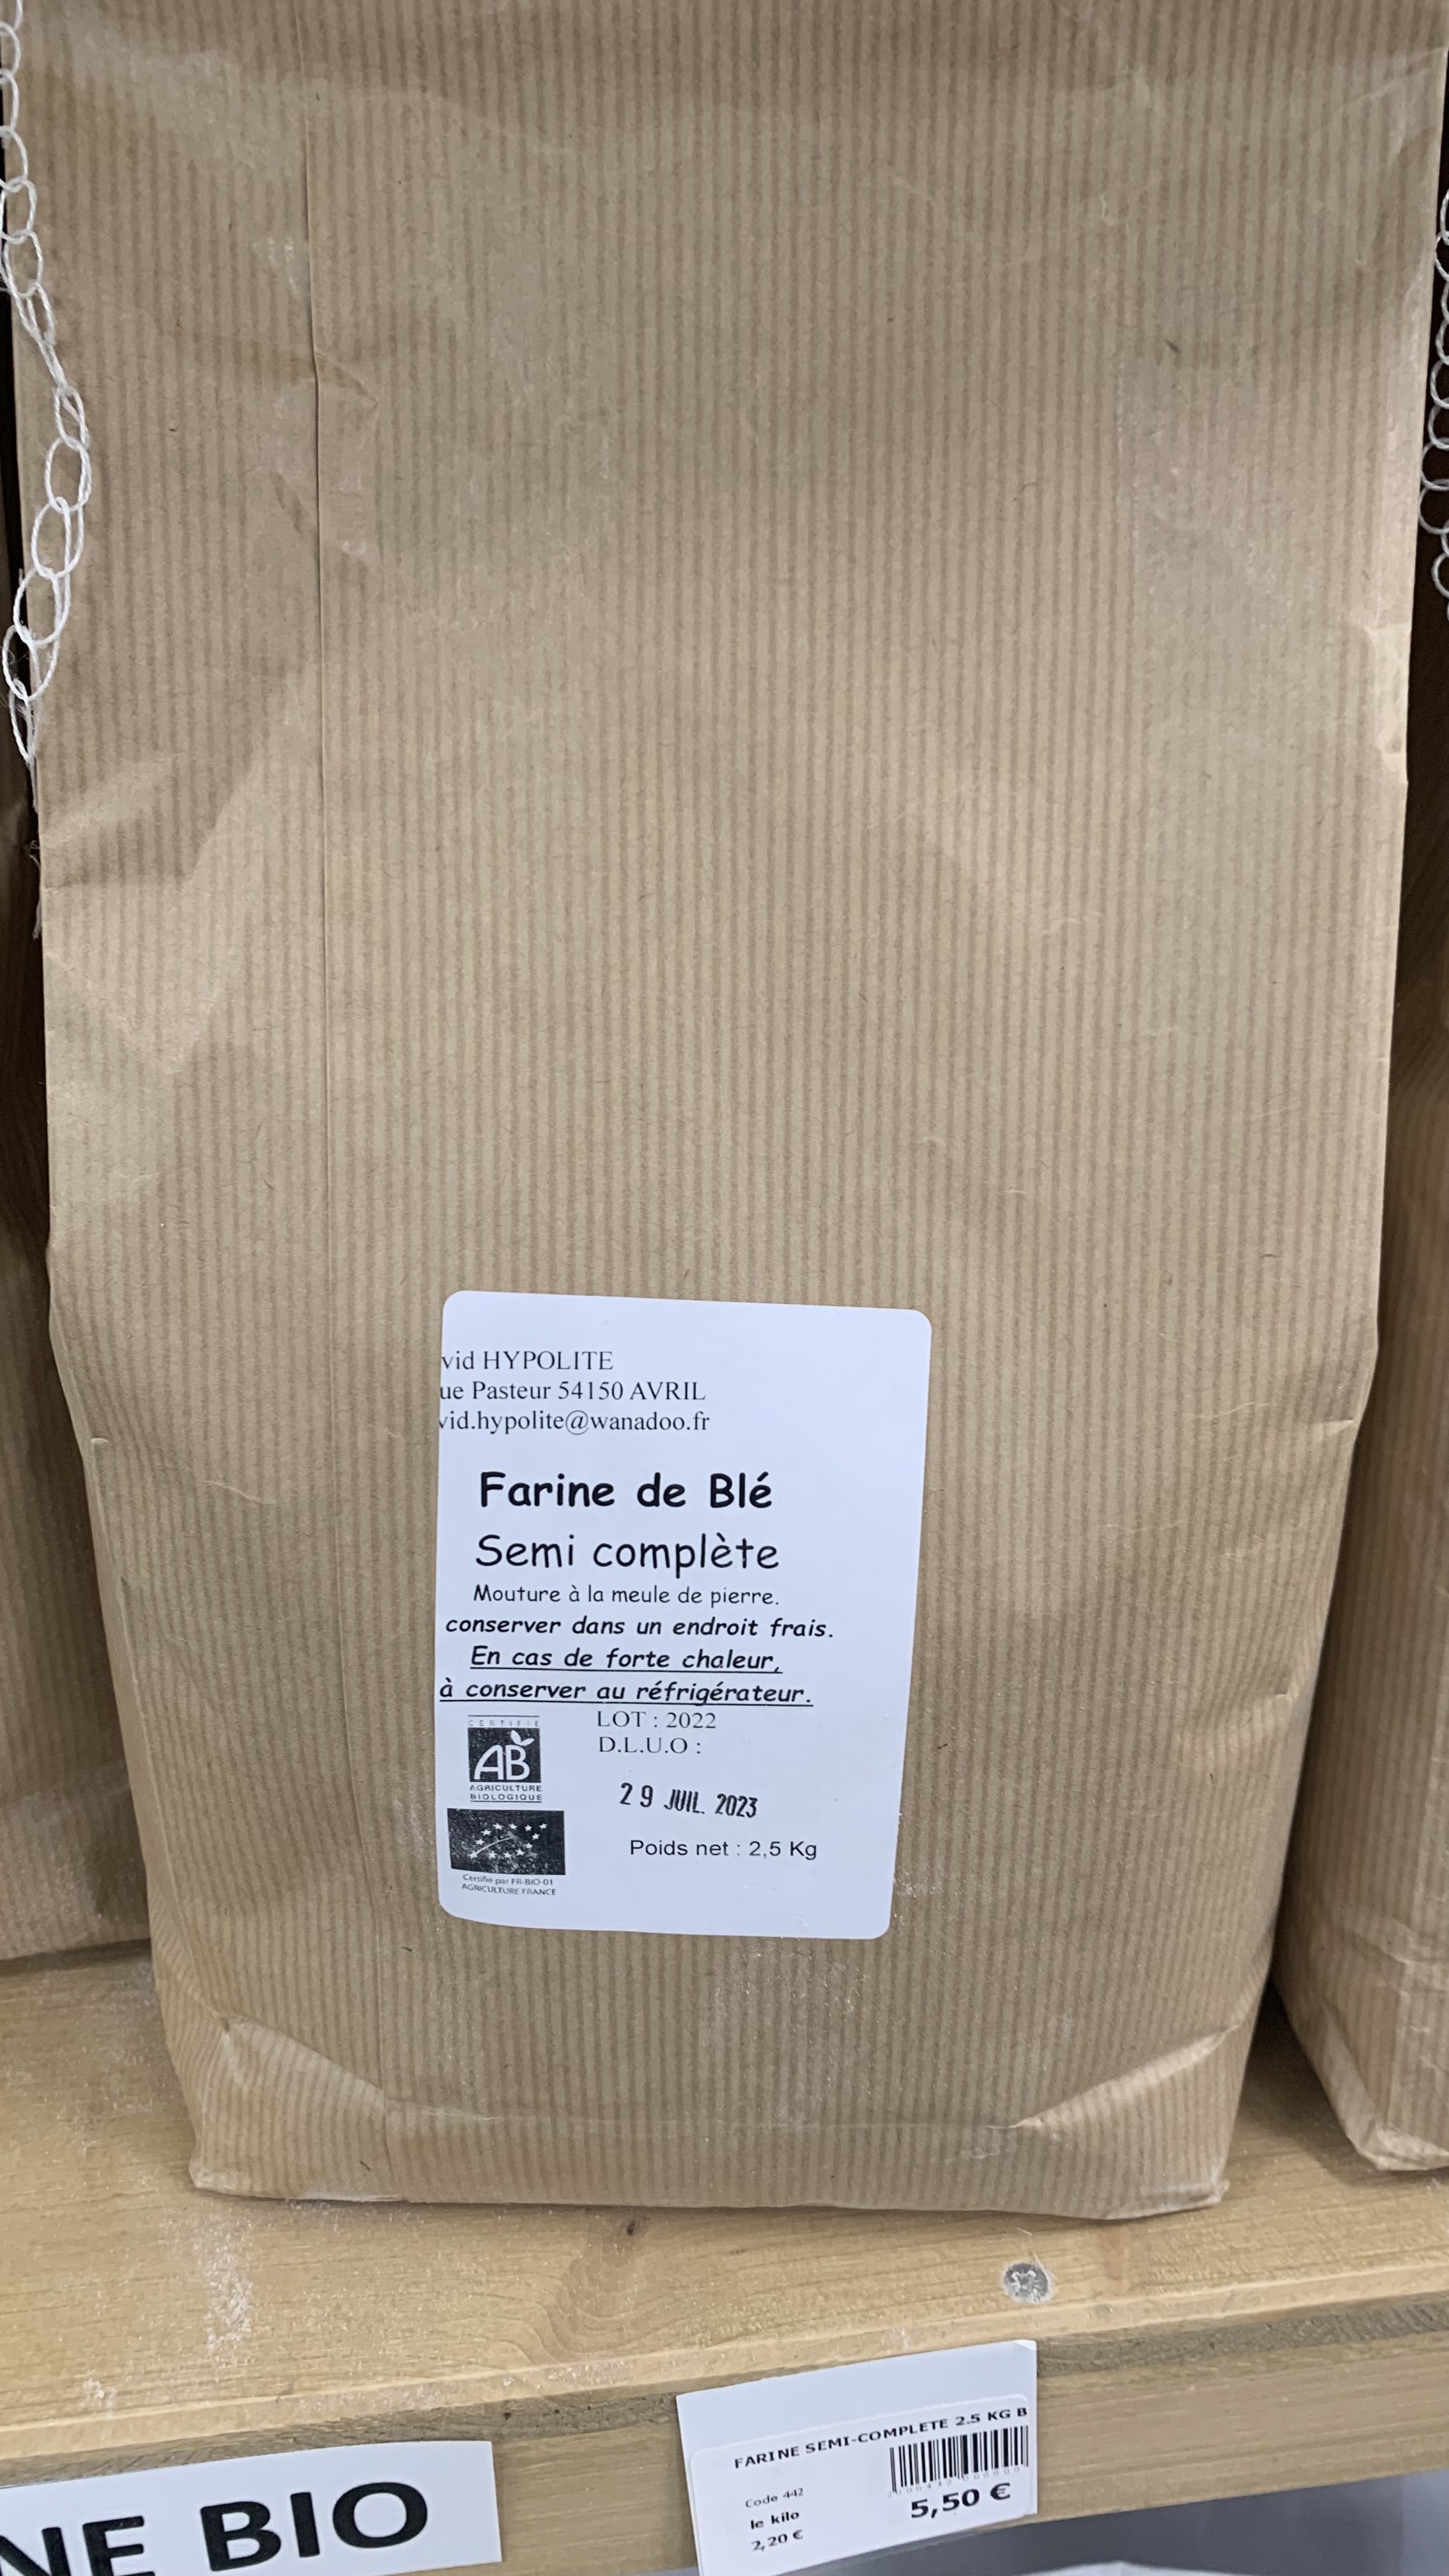 vid HYPOLITE
ue Pasteur 54150 AVRIL
vid.hypolite@wanadoo.fr
Farine de Blé
Semi complète
Mouture à la meule de pierre.
conserver dans un endroit frais.
En cas de forte chaleur,
à conserver au réfrigérateur.
CERTIFIÉ
AB
AGRICULTURE
BIOLOGIQUE
LOT : 2022
D.L.U.O :
29 JUIL. 2023
Poids net : 2,5 Kg
Certifié par FR-BIO-01
AGRICULTURE FRANCE
NE BIO
FARINE SEMI-COMPLETE 2.5 KG B
Code 442
le kilo
2,20 €
5,50 €